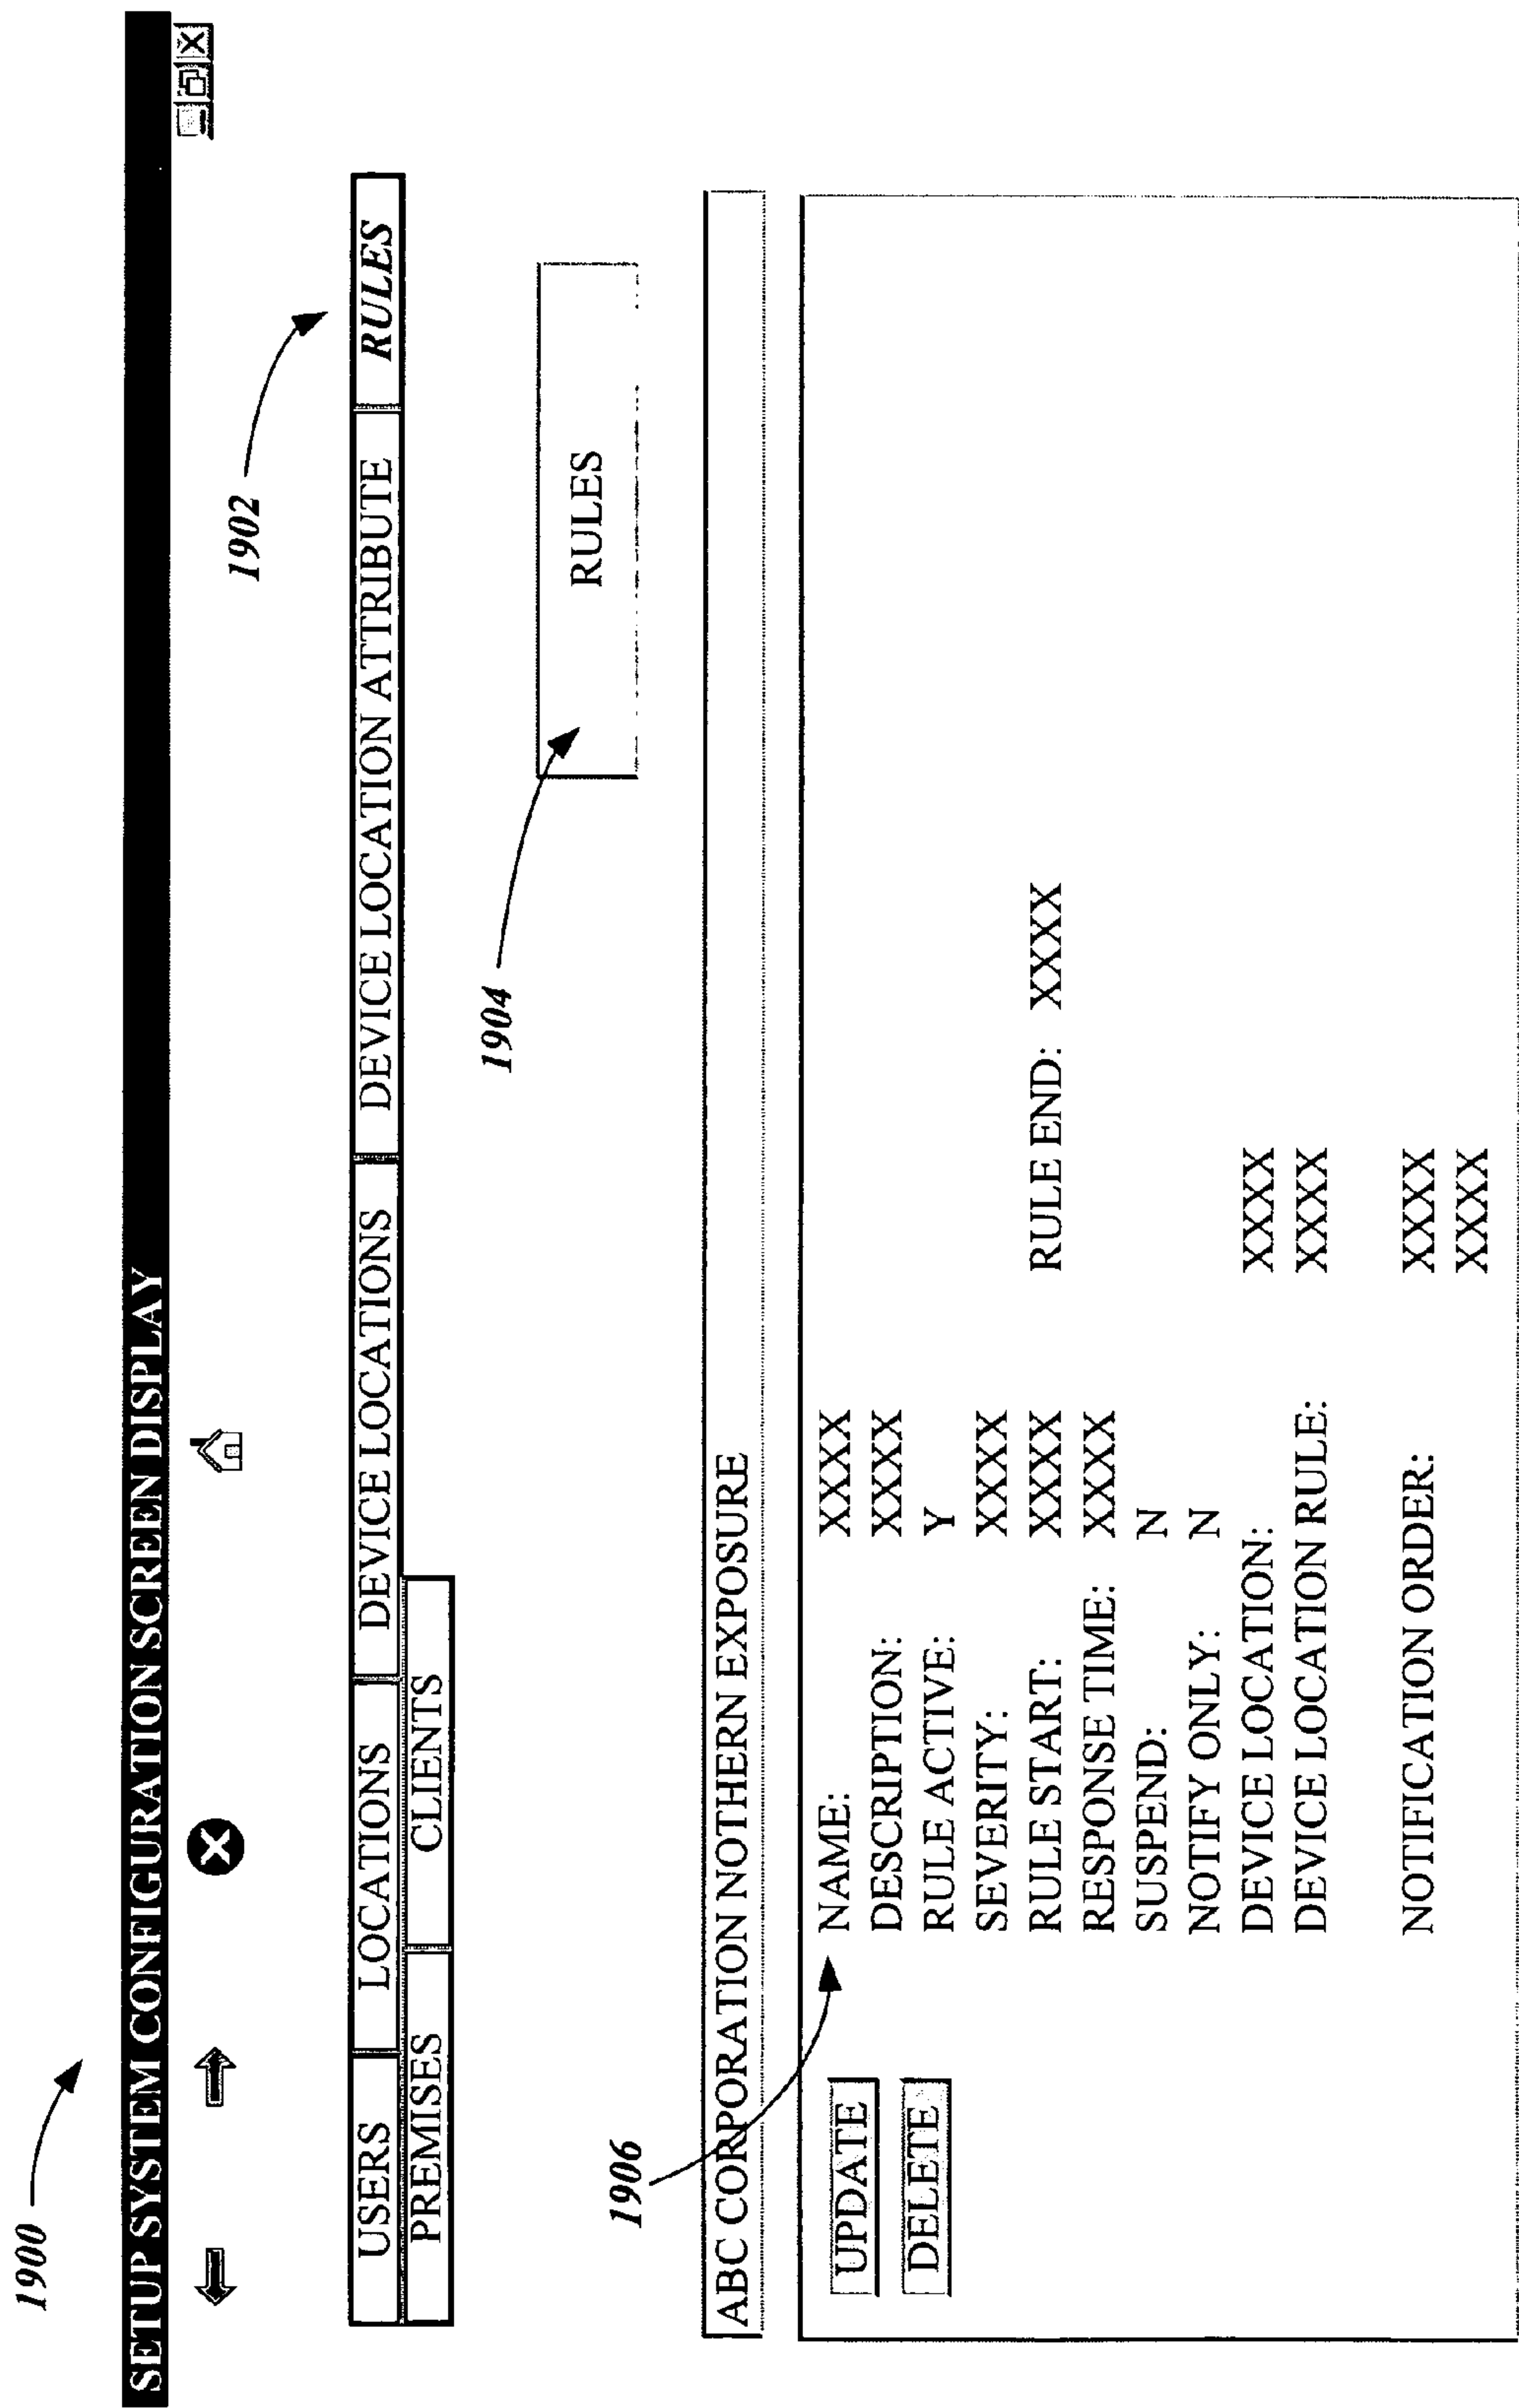 1900
SETUP SYSTEM CONFIGURATION SCREEN DISPLAY
1902
USERS LOCATIONS DEVICE LOCATIONS DEVICE LOCATION ATTRIBUTE RULES
PREMISES CLIENTS
1904
RULES
1906
ABC CORPORATION NOTHERN EXPOSURE
UPDATE
DELETE
NAME: XXXX
DESCRIPTION: XXXX
RULE ACTIVE: Y
SEVERITY: XXXX
RULE START: XXXX RULE END: XXXX
RESPONSE TIME: XXXX
SUSPEND: N
NOTIFY ONLY: N
DEVICE LOCATION: XXXX
DEVICE LOCATION RULE: XXXX
NOTIFICATION ORDER: XXXX
XXXX